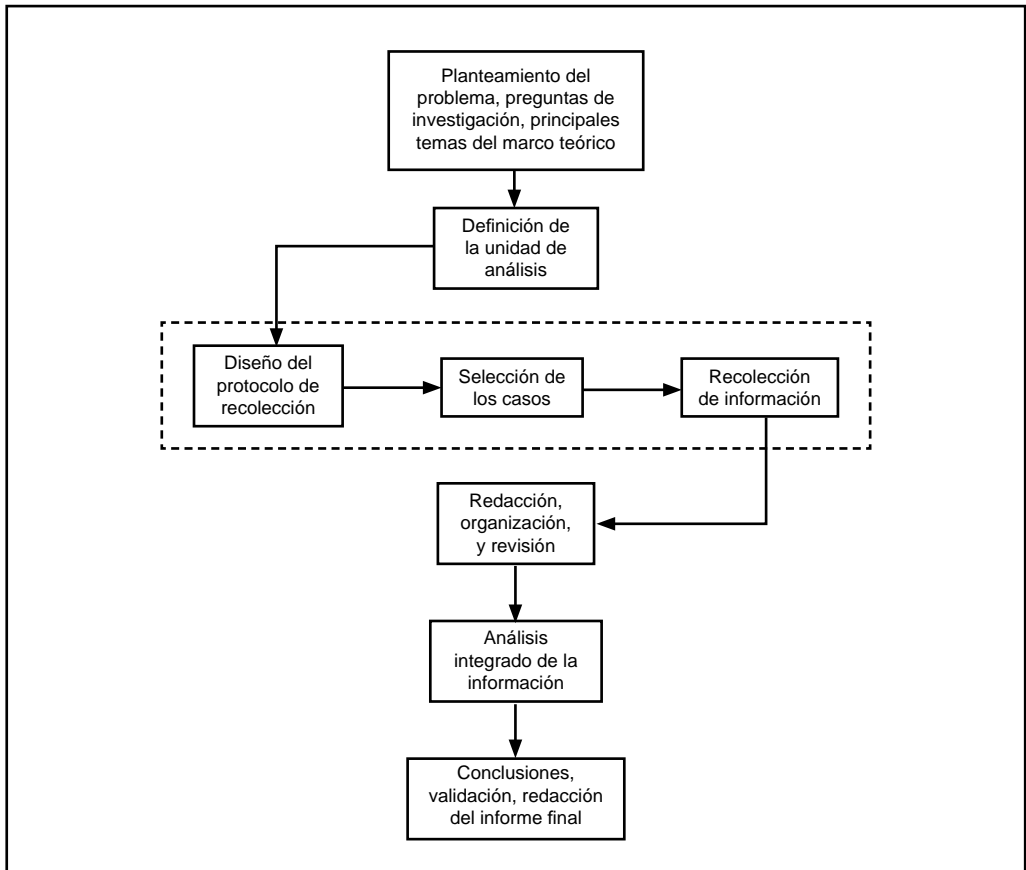 Planteamiento del
problema, preguntas de
investigación, principales
temas del marco teórico
Definición de
la unidad de
análisis
Diseño del
protocolo de
recolección
Selección de
los casos
Recolección
de información
Redacción,
organización,
y revisión
Análisis
integrado de la
información
Conclusiones,
validación, redacción
del informe final